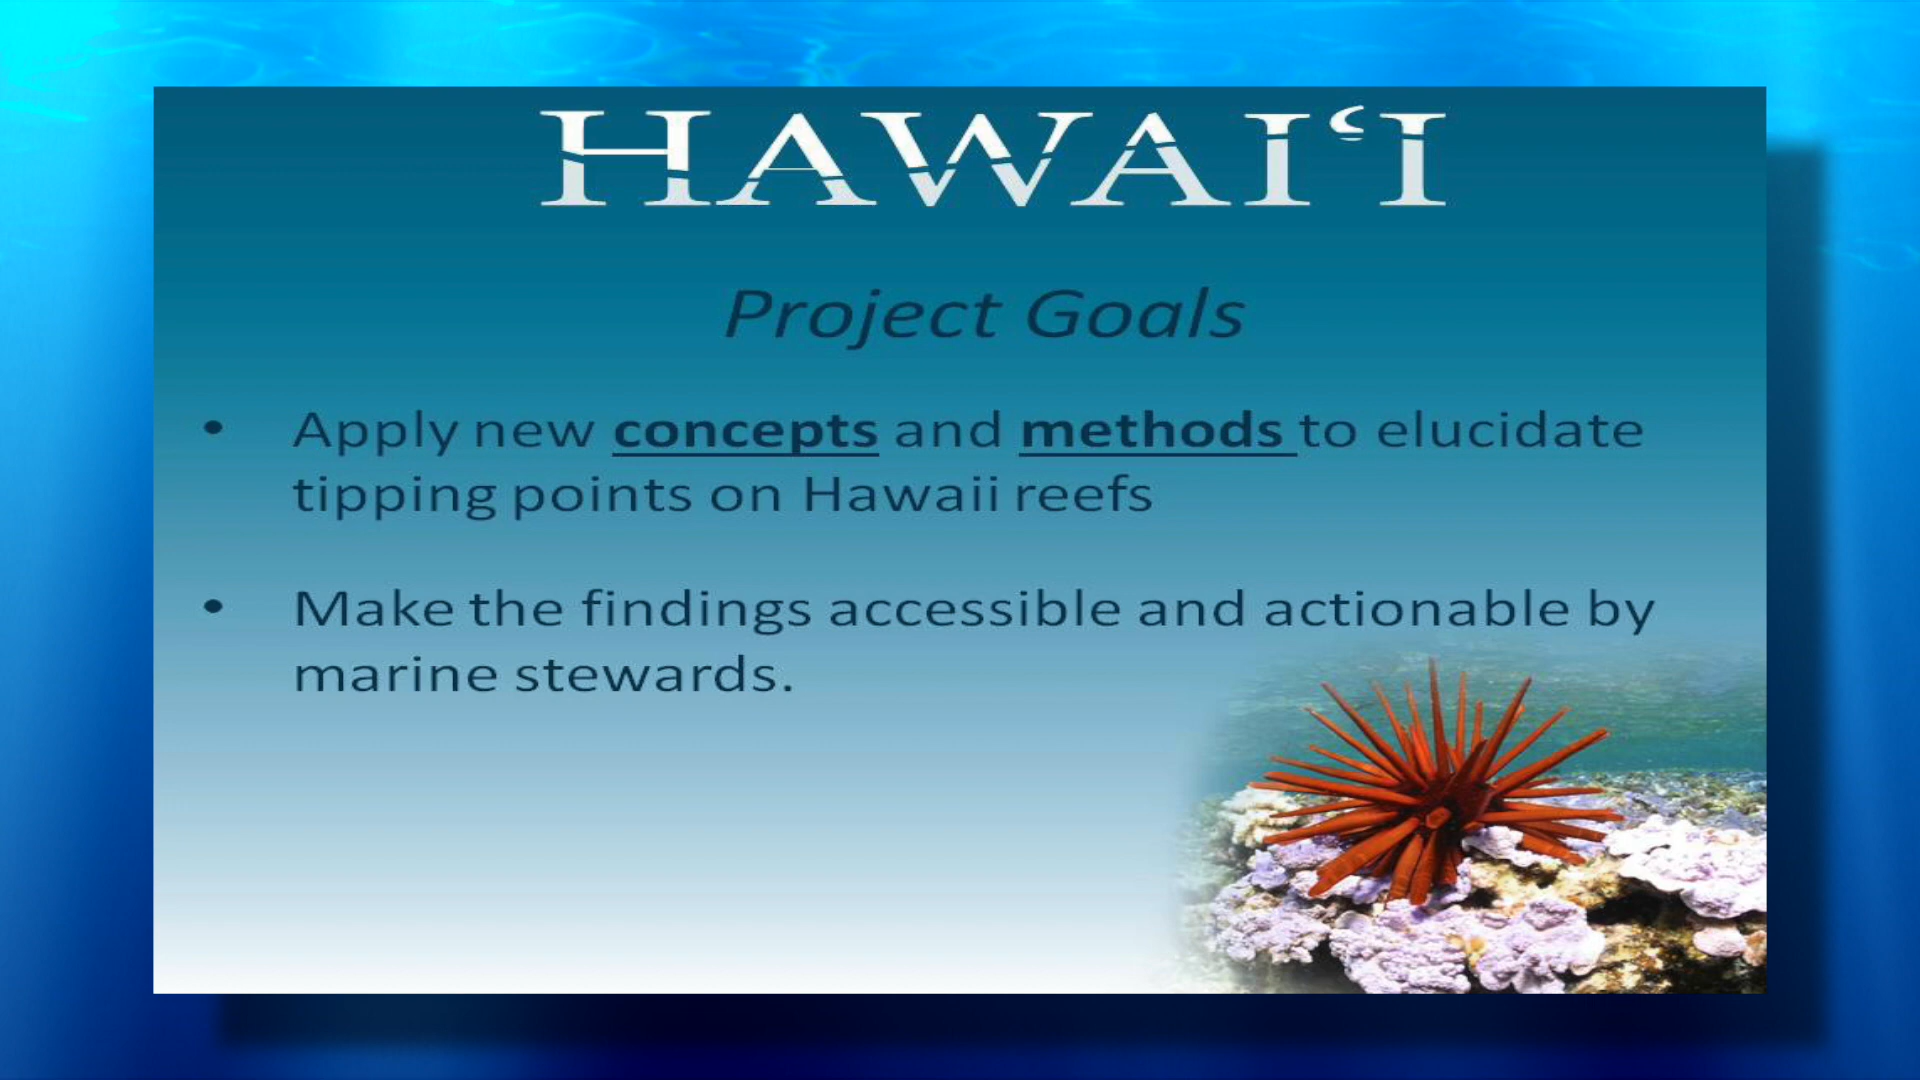 HAWAIʻI
Project Goals
• Apply new concepts and methods to elucidate
tipping points on Hawaii reefs
• Make the findings accessible and actionable by
marine stewards.